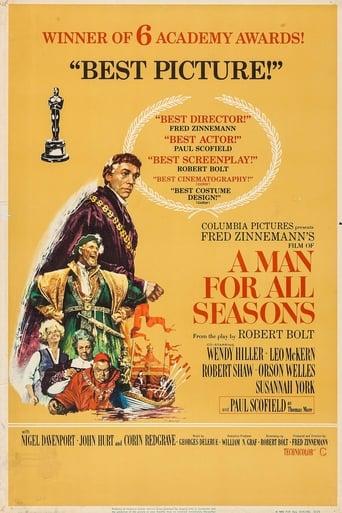 WINNER OF 6 ACADEMY AWARDS!
"BEST PICTURE!"
"BEST DIRECTOR!"
FRED ZINNEMANN
"BEST ACTOR!"
PAUL SCOFIELD
"BEST SCREENPLAY!"
ROBERT BOLT
"BEST CINEMATOGRAPHY!"
"BEST COSTUME
DESIGN!"
COLUMBIA PICTURES presents
FRED ZINNEMANN'S
FILM OF
A MAN
FOR ALL
SEASONS
From the play by ROBERT BOLT
WENDY HILLER · LEO McKERN
ROBERT SHAW · ORSON WELLES
SUSANNAH YORK
and PAUL SCOFIELD as Thomas More
with
NIGEL DAVENPORT · JOHN HURT and CORIN REDGRAVE · GEORGES DELERUE · WILLIAM N. GRAF · ROBERT BOLT · FRED ZINNEMANN
TECHNICOLOR